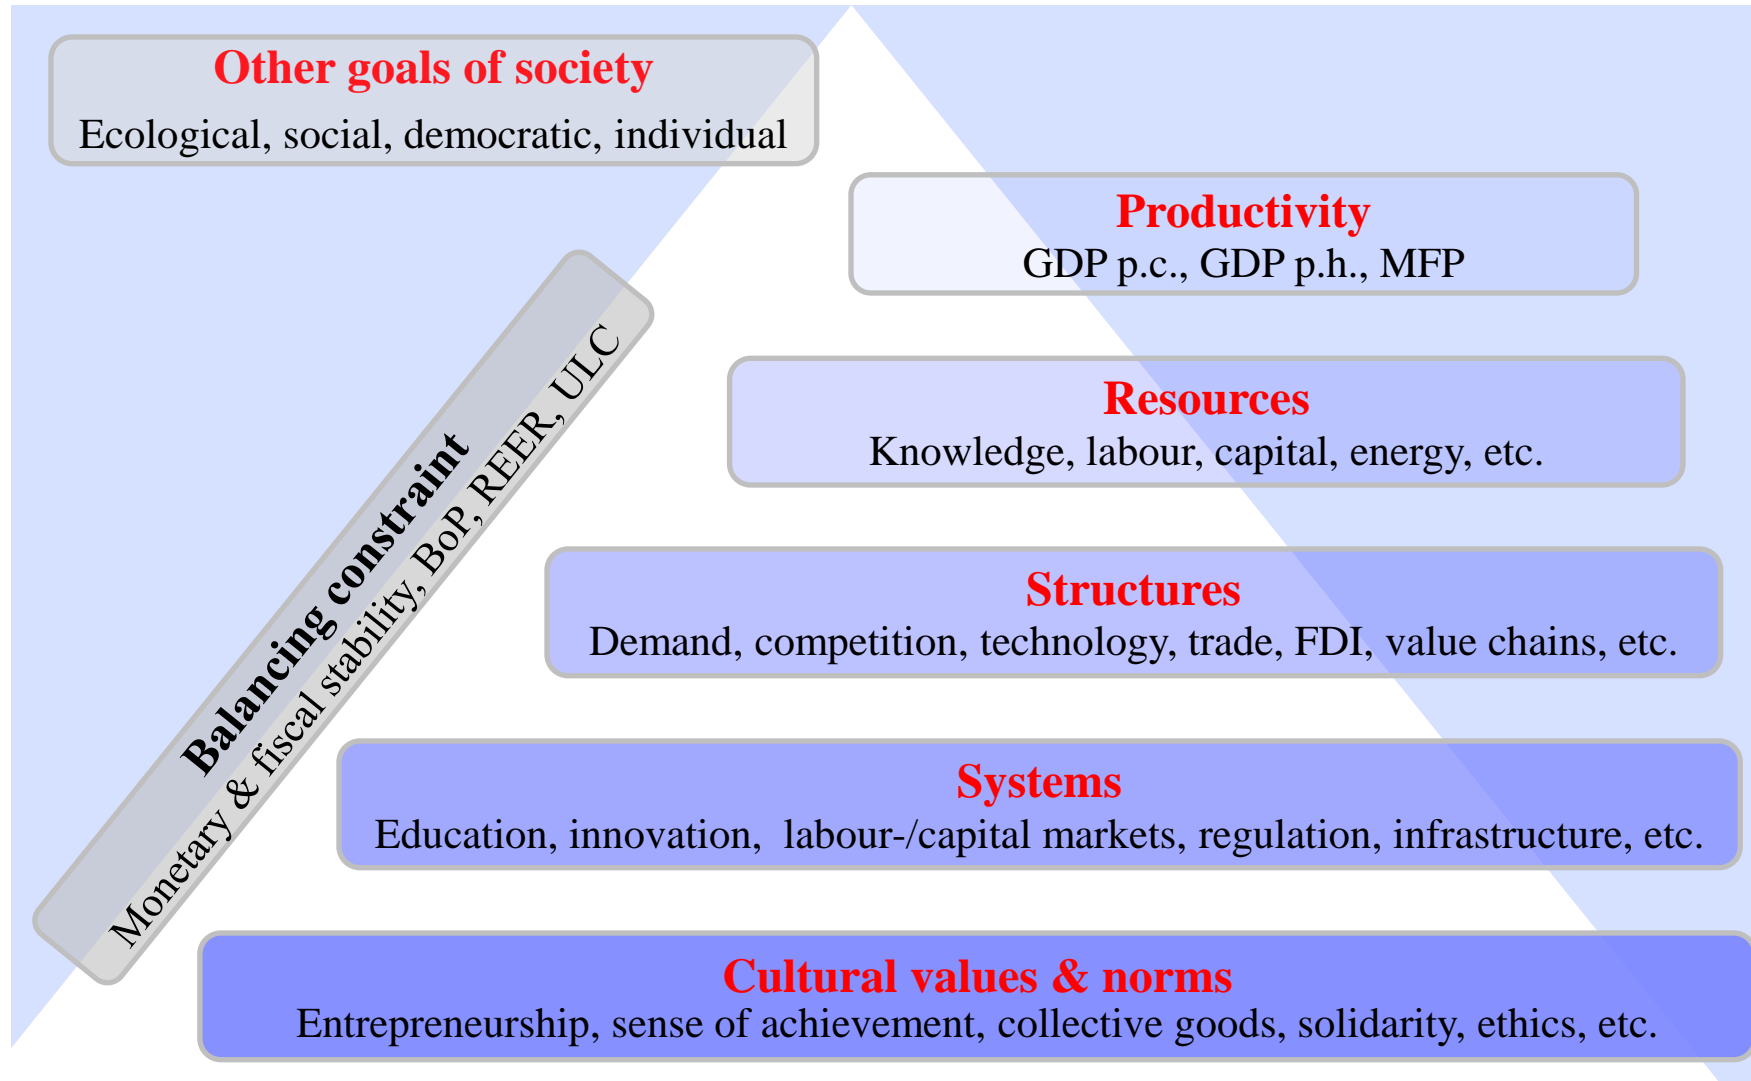 Other goals of society
Ecological, social, democratic, individual
Productivity
GDP p.c., GDP p.h., MFP
Balancing constraint
Monetary & fiscal stability, BoP, REER, ULC
Resources
Knowledge, labour, capital, energy, etc.
Structures
Demand, competition, technology, trade, FDI, value chains, etc.
Systems
Education, innovation,  labour-/capital markets, regulation, infrastructure, etc.
Cultural values & norms
Entrepreneurship, sense of achievement, collective goods, solidarity, ethics, etc.